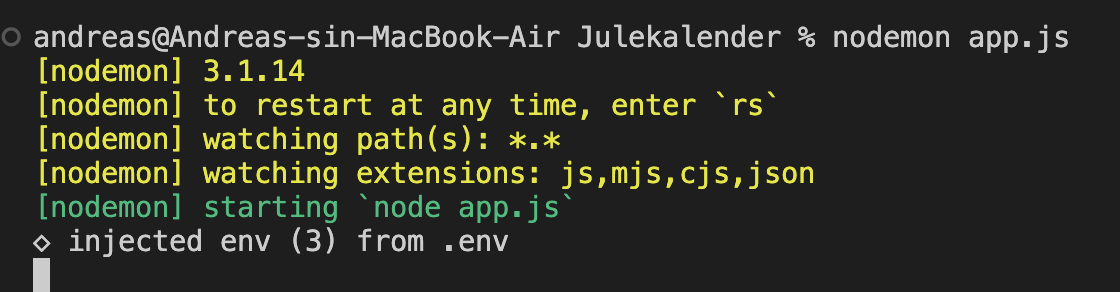 andreas@Andreas-sin-MacBook-Air Julekalender % nodemon app.js
[nodemon] 3.1.14
[nodemon] to restart at any time, enter `rs`
[nodemon] watching path(s): *.*
[nodemon] watching extensions: js,mjs,cjs,json
[nodemon] starting `node app.js`
◇ injected env (3) from .env